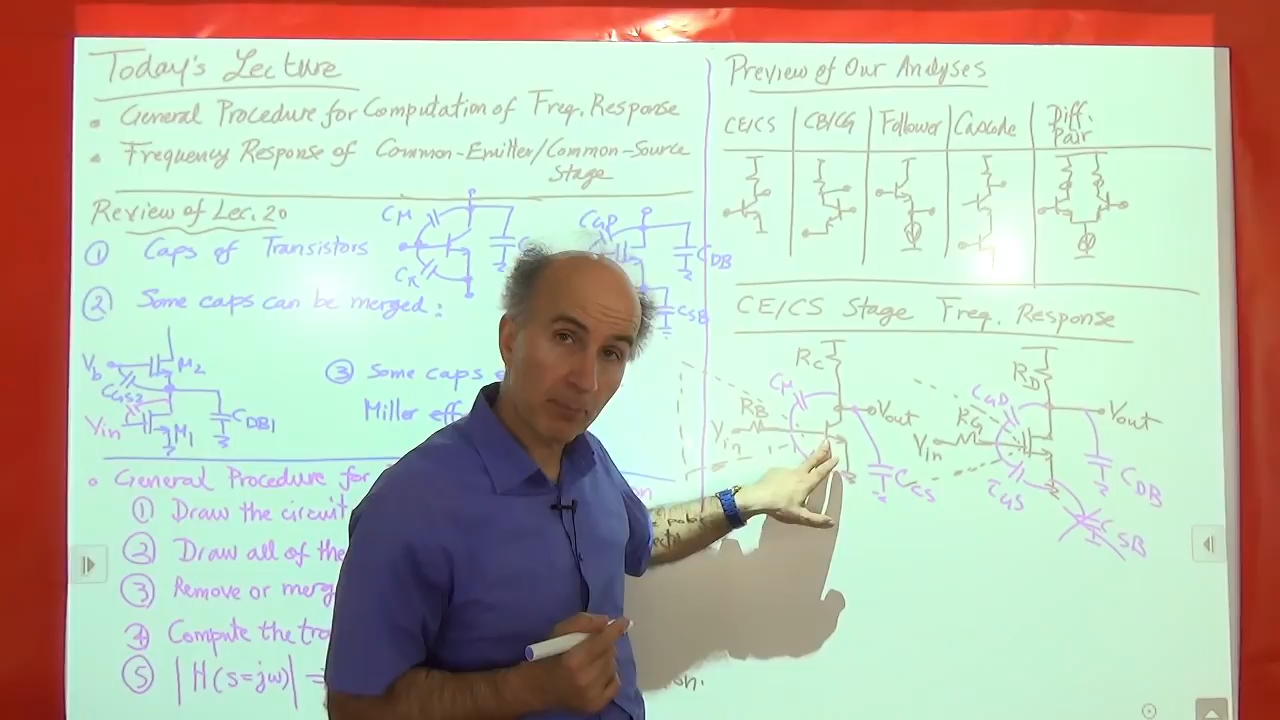 Today's Lecture
• General Procedure for Computation of Freq. Response
• Frequency Response of Common-Emitter/Common-Source
Stage
Review of Lec. 20
① Caps of Transistors
Cμ
Cπ
CGD
CDB
CSB
② Some caps can be merged:
Vb
M2
CGS2
Vin
M1
CDB1
③ Some caps
Miller eff
• General Procedure for
① Draw the circuit
② Draw all of the
③ Remove or merg
④ Compute the tra
⑤ |H(s=jω)| =
Preview of Our Analyses
CE/CS
CB/CG
Follower
Cascode
Diff.
Pair
CE/CS Stage Freq. Response
RC
Cμ
RB
Vin
Vout
CCS
RD
CGD
RG
Vin
Vout
CGS
CDB
CSB